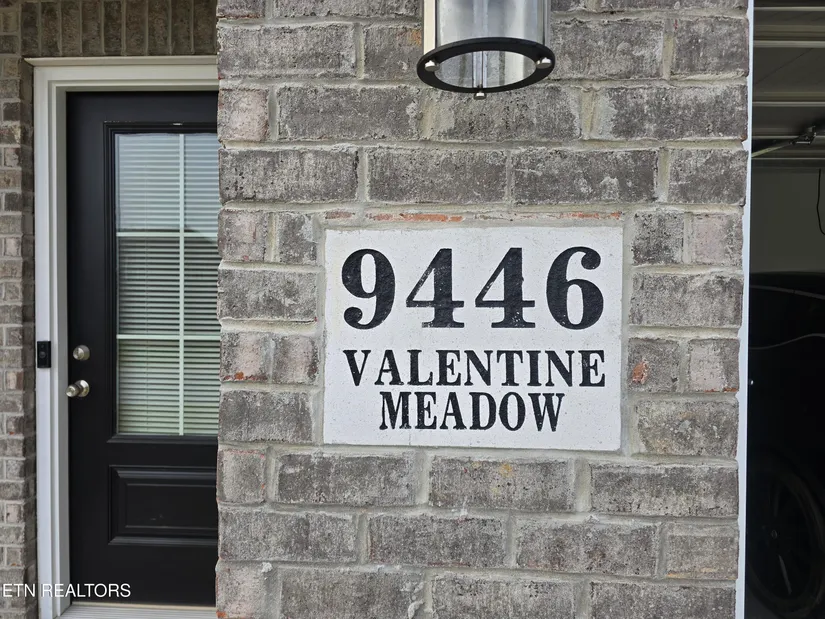 9446
VALENTINE
MEADOW
ETN REALTORS